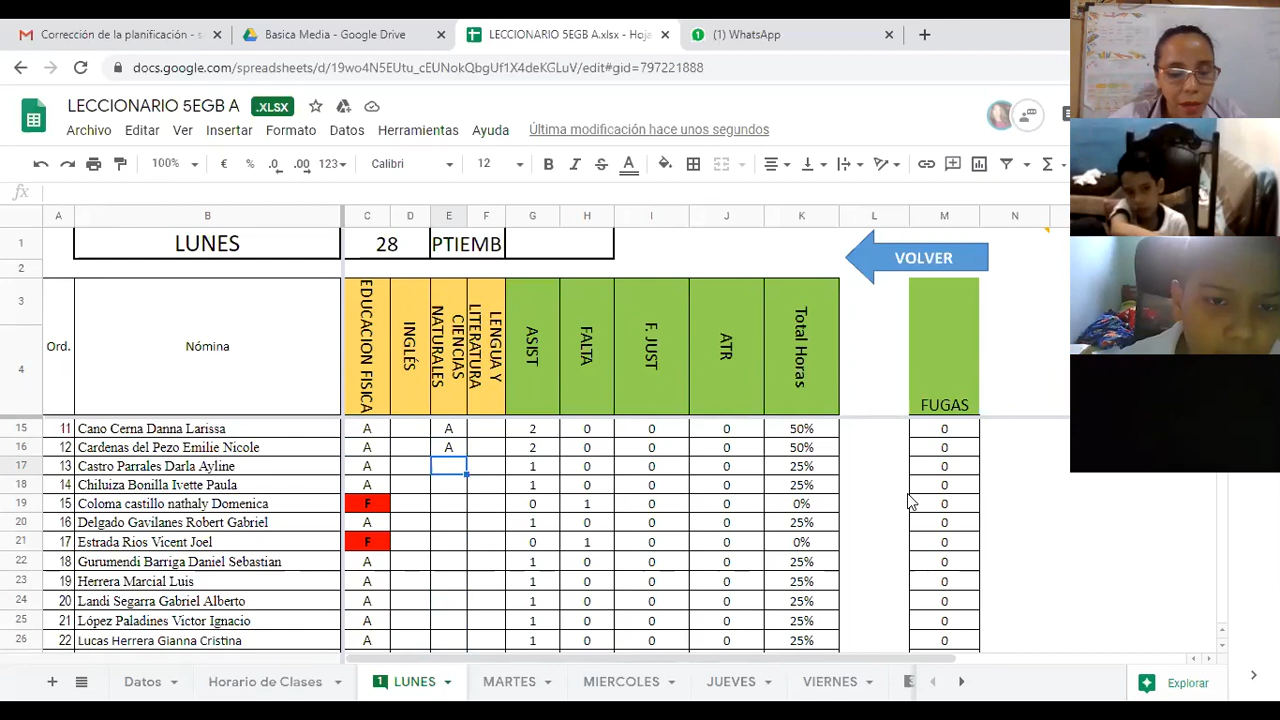 Corrección de la planificación - s
Basica Media - Google Drive
LECCIONARIO 5EGB A.xlsx - Hoja
(1) WhatsApp
LECCIONARIO 5EGB A .XLSX
Archivo Editar Ver Insertar Formato Datos Herramientas Ayuda Última modificación hace unos segundos
100% € % .0 .00 123 Calibri 12 B I S A
fx
A B C D E F G H I J K L M N
1 LUNES 28 PTIEMB VOLVER
2
3
4
Ord. Nómina EDUCACION FISICA INGLÉS CIENCIAS NATURALES LENGUA Y LITERATURA ASIST FALTA F. JUST ATR Total Horas FUGAS
15 11 Cano Cerna Danna Larissa A A 2 0 0 0 50% 0
16 12 Cardenas del Pezo Emilie Nicole A A 2 0 0 0 50% 0
17 13 Castro Parrales Darla Ayline A 1 0 0 0 25% 0
18 14 Chiluiza Bonilla Ivette Paula A 1 0 0 0 25% 0
19 15 Coloma castillo nathaly Domenica F 0 1 0 0 0% 0
20 16 Delgado Gavilanes Robert Gabriel A 1 0 0 0 25% 0
21 17 Estrada Rios Vicent Joel F 0 1 0 0 0% 0
22 18 Gurumendi Barriga Daniel Sebastian A 1 0 0 0 25% 0
23 19 Herrera Marcial Luis A 1 0 0 0 25% 0
24 20 Landi Segarra Gabriel Alberto A 1 0 0 0 25% 0
25 21 López Paladines Victor Ignacio A 1 0 0 0 25% 0
26 22 Lucas Herrera Gianna Cristina A 1 0 0 0 25% 0
Datos Horario de Clases 1 LUNES MARTES MIERCOLES JUEVES VIERNES Explorar